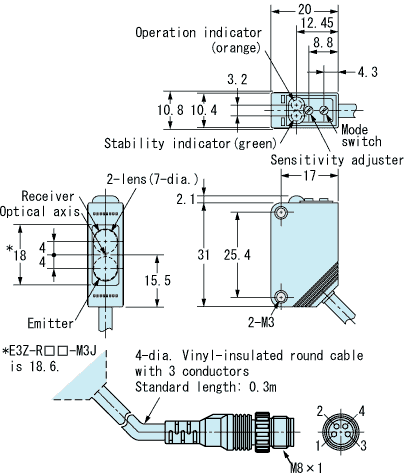 20
Operation indicator
(orange)
12.45
8.8
4.3
3.2
10.8
10.4
Stability indicator(green)
Mode
switch
Sensitivity adjuster
2-lens(7-dia.)
Receiver
Optical axis
*18
4
4
15.5
Emitter
*E3Z-R□□-M3J
is 18.6.
17
2.1
31
25.4
2-M3
4-dia. Vinyl-insulated round cable
with 3 conductors
Standard length: 0.3m
M8×1
2
4
1
3